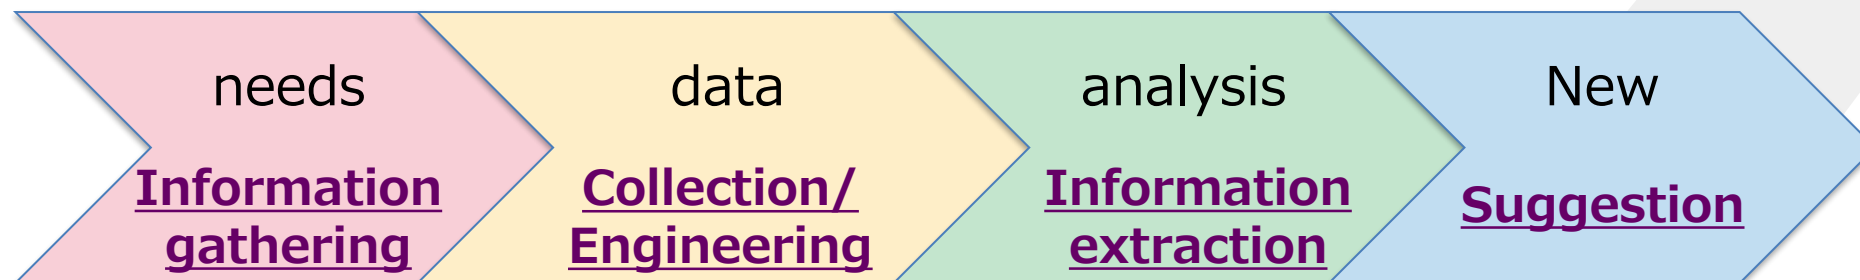 needs
Information
gathering
data
Collection/
Engineering
analysis
Information
extraction
New
Suggestion